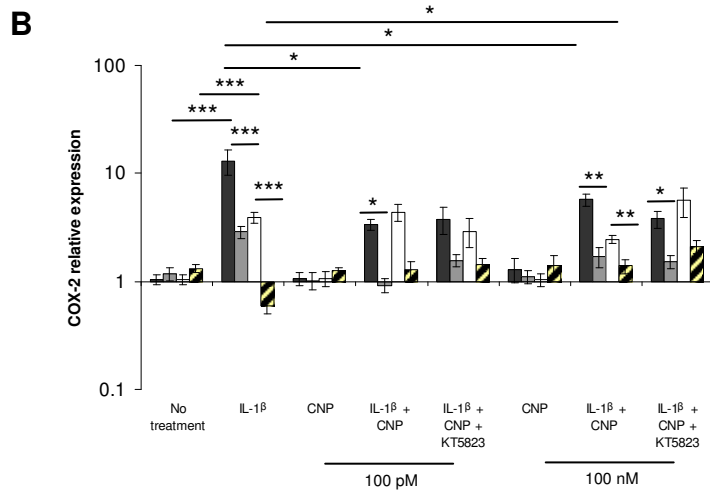 B
*
*
*
***
***
***
***
*
**
**
*
COX-2 relative expression
100
10
1
0.1
No treatment
IL-1β
CNP
IL-1β + CNP
IL-1β + CNP + KT5823
CNP
IL-1β + CNP
IL-1β + CNP + KT5823
100 pM
100 nM